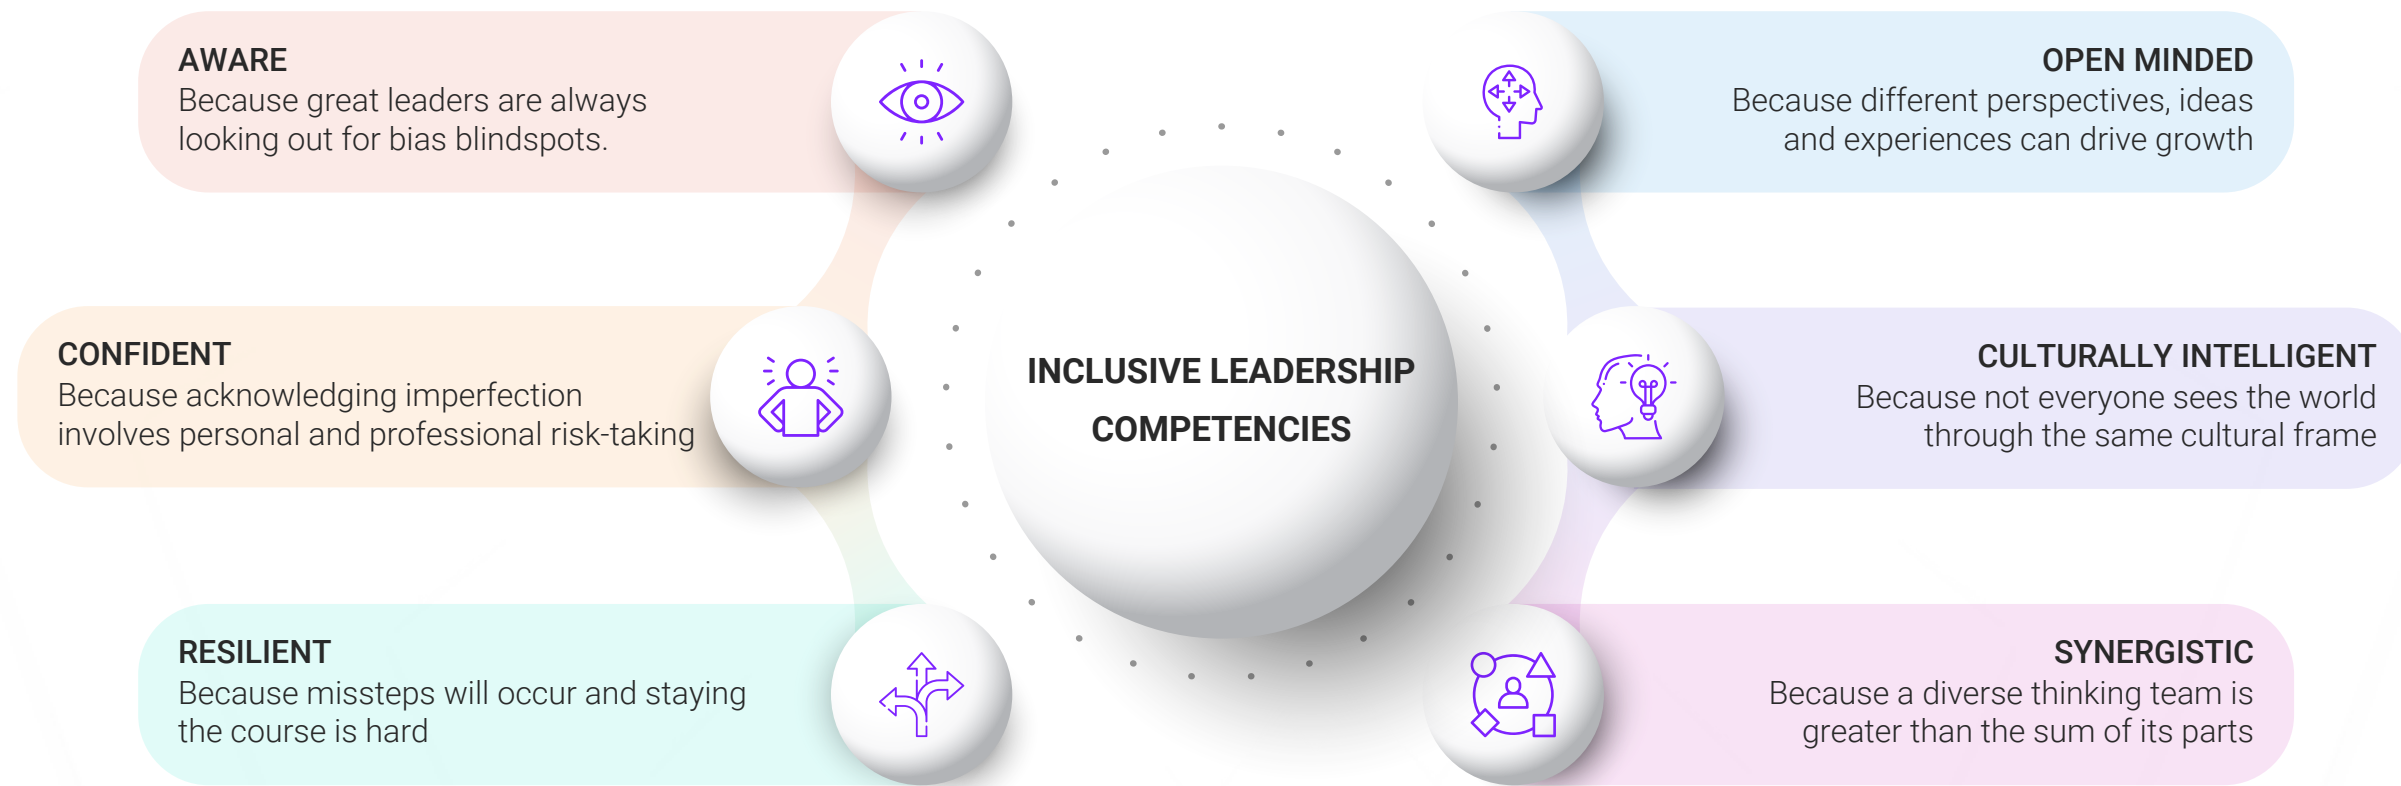 AWARE
Because great leaders are always
looking out for bias blindspots.
CONFIDENT
Because acknowledging imperfection
involves personal and professional risk-taking
RESILIENT
Because missteps will occur and staying
the course is hard
INCLUSIVE LEADERSHIP
COMPETENCIES
OPEN MINDED
Because different perspectives, ideas
and experiences can drive growth
CULTURALLY INTELLIGENT
Because not everyone sees the world
through the same cultural frame
SYNERGISTIC
Because a diverse thinking team is
greater than the sum of its parts